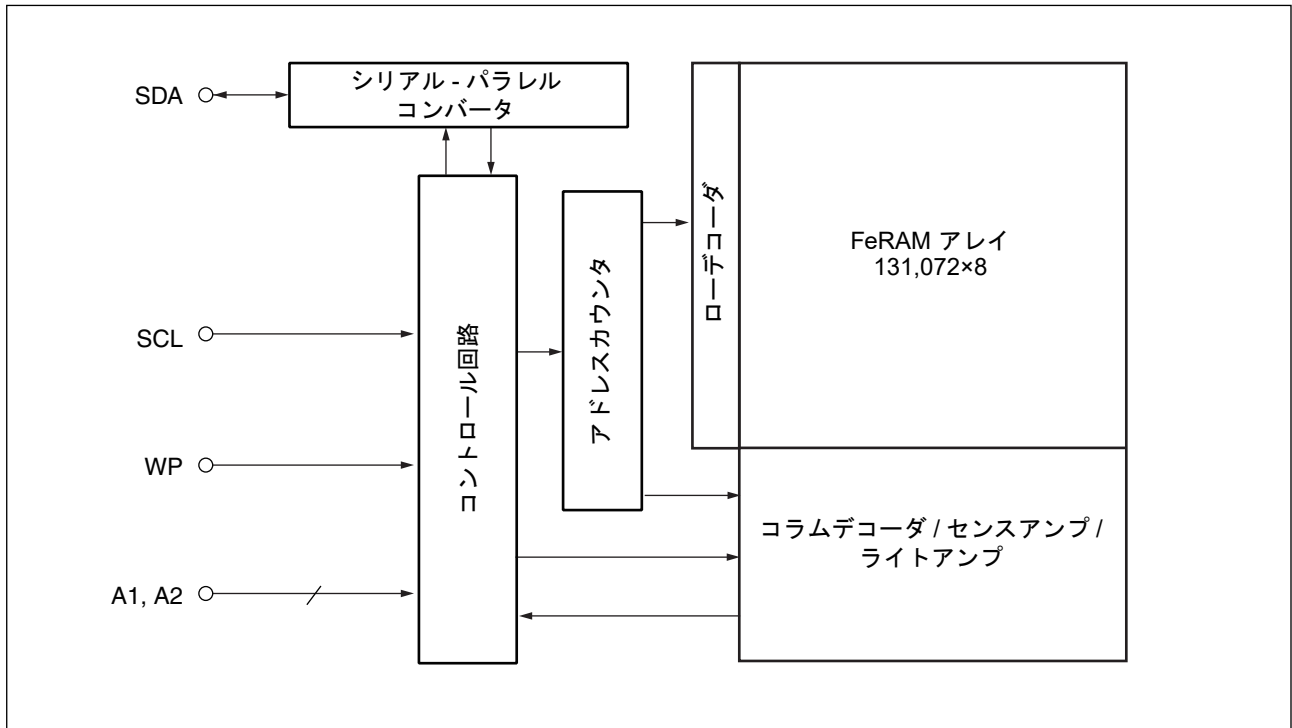 シリアル - パラレル
コンバータ
SDA
ローデコーダ
FeRAM アレイ
131,072×8
アドレスカウンタ
SCL
コントロール回路
WP
コラムデコーダ / センスアンプ /
ライトアンプ
A1, A2